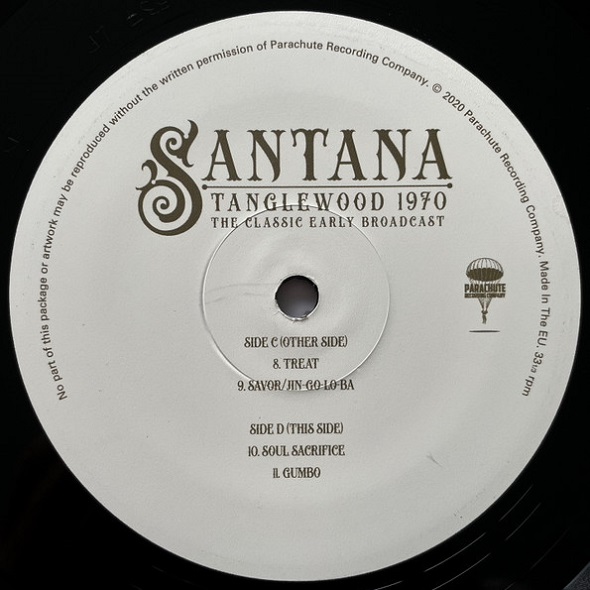 No part of this package or artwork may be reproduced without the written permission of Parachute Recording Company. © 2020 Parachute Recording Company. Made In The EU. 33 1/3 rpm
SANTANA
TANGLEWOOD 1970
THE CLASSIC EARLY BROADCAST
PARACHUTE
RECORDING COMPANY
SIDE C (OTHER SIDE)
8. TREAT
9. SAVOR/JIN-GO-LO-BA
SIDE D (THIS SIDE)
10. SOUL SACRIFICE
11. GUMBO